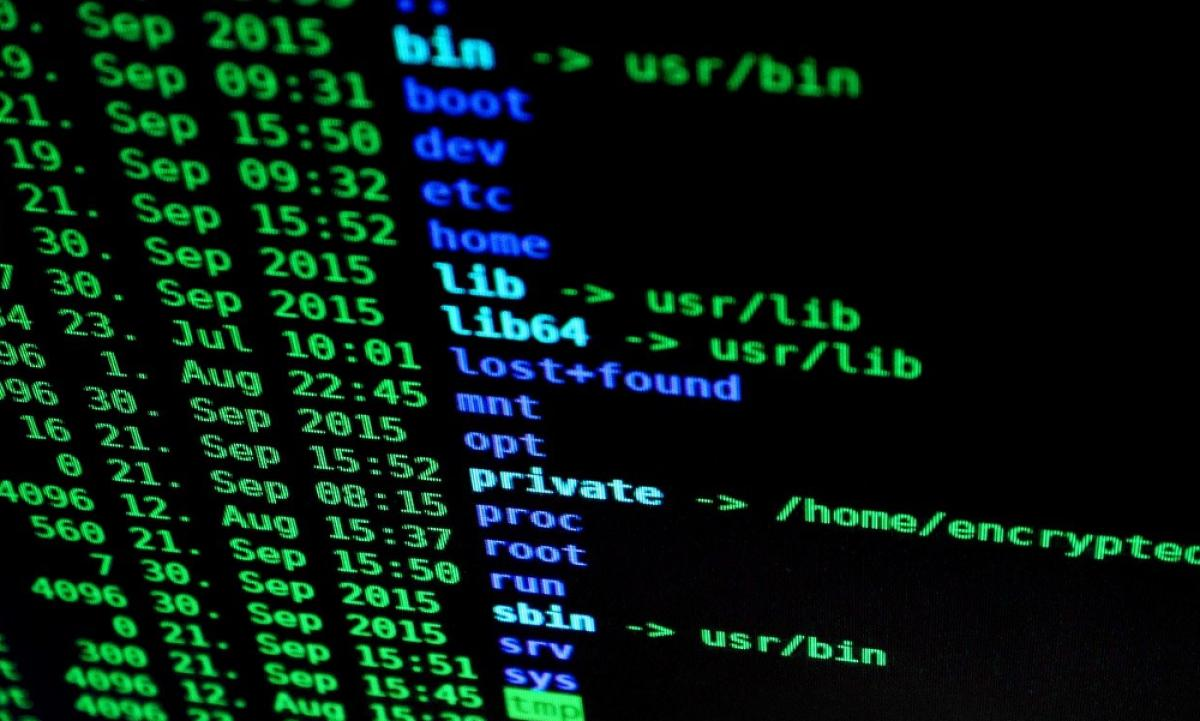 Sep 2015 bin -> usr/bin
Sep 09:31 boot
21. Sep 15:50 dev
19. Sep 09:32 etc
21. Sep 15:52 home
30. Sep 2015 lib -> usr/lib
7 30. Sep 2015 lib64 -> usr/lib
23. Jul 10:01 lost+found
1. Aug 22:45 mnt
30. Sep 2015 opt
16 21. Sep 15:52 private -> /home/encrypted
0 21. Sep 08:15 proc
4096 12. Aug 15:37 root
560 21. Sep 15:50 run
7 30. Sep 2015 sbin -> usr/bin
4096 30. Sep 2015 srv
0 21. Sep 15:51 sys
300 21. Sep 15:45 tmp
4096 12. Aug
4096